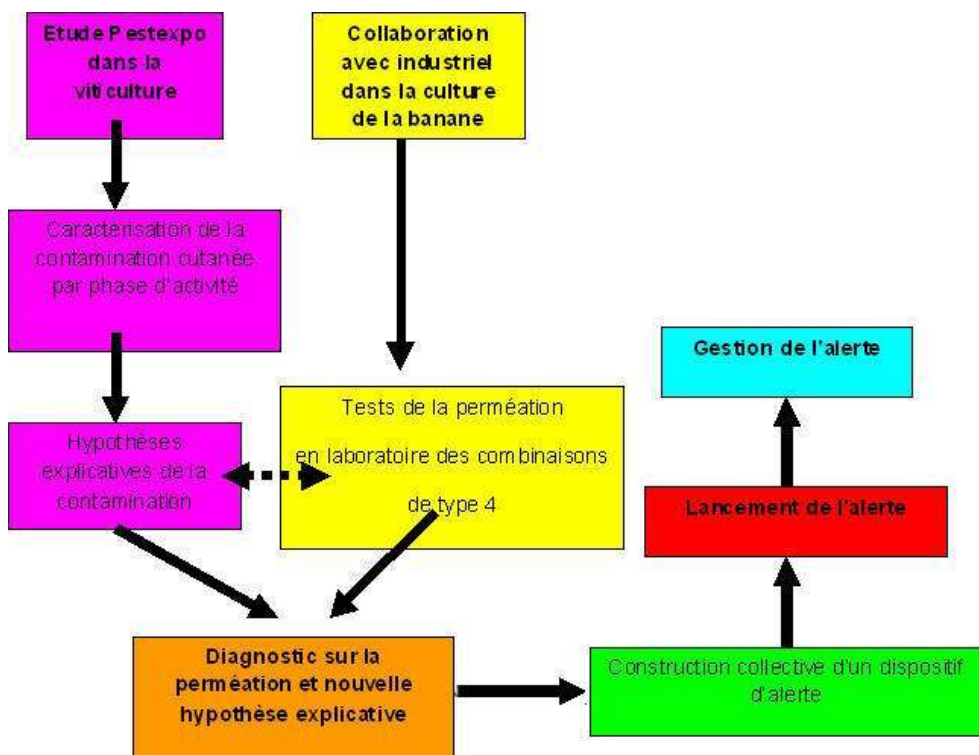 Etude Pestexpo
dans la
viticulture
Collaboration
avec industriel
dans la culture
de la banane
Caractérisation de la
contamination cutanée
par phase d'activité
Gestion de l'alerte
Tests de la perméation
en laboratoire des combinaisons
de type 4
Hypothèses
explicatives de la
contamination
Lancement de l'alerte
Diagnostic sur la
perméation et nouvelle
hypothèse explicative
Construction collective d'un dispositif
d'alerte